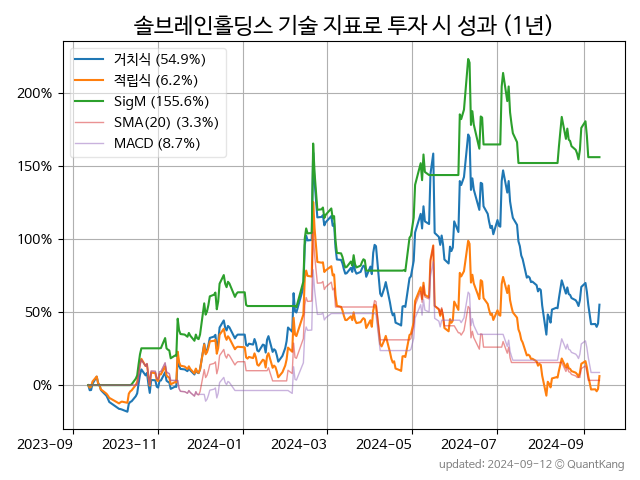 솔브레인홀딩스 기술 지표로 투자 시 성과 (1년)
거치식 (54.9%)
적립식 (6.2%)
SigM (155.6%)
SMA(20) (3.3%)
MACD (8.7%)
200%
150%
100%
50%
0%
2023-09 2023-11 2024-01 2024-03 2024-05 2024-07 2024-09
updated: 2024-09-12 © QuantKang